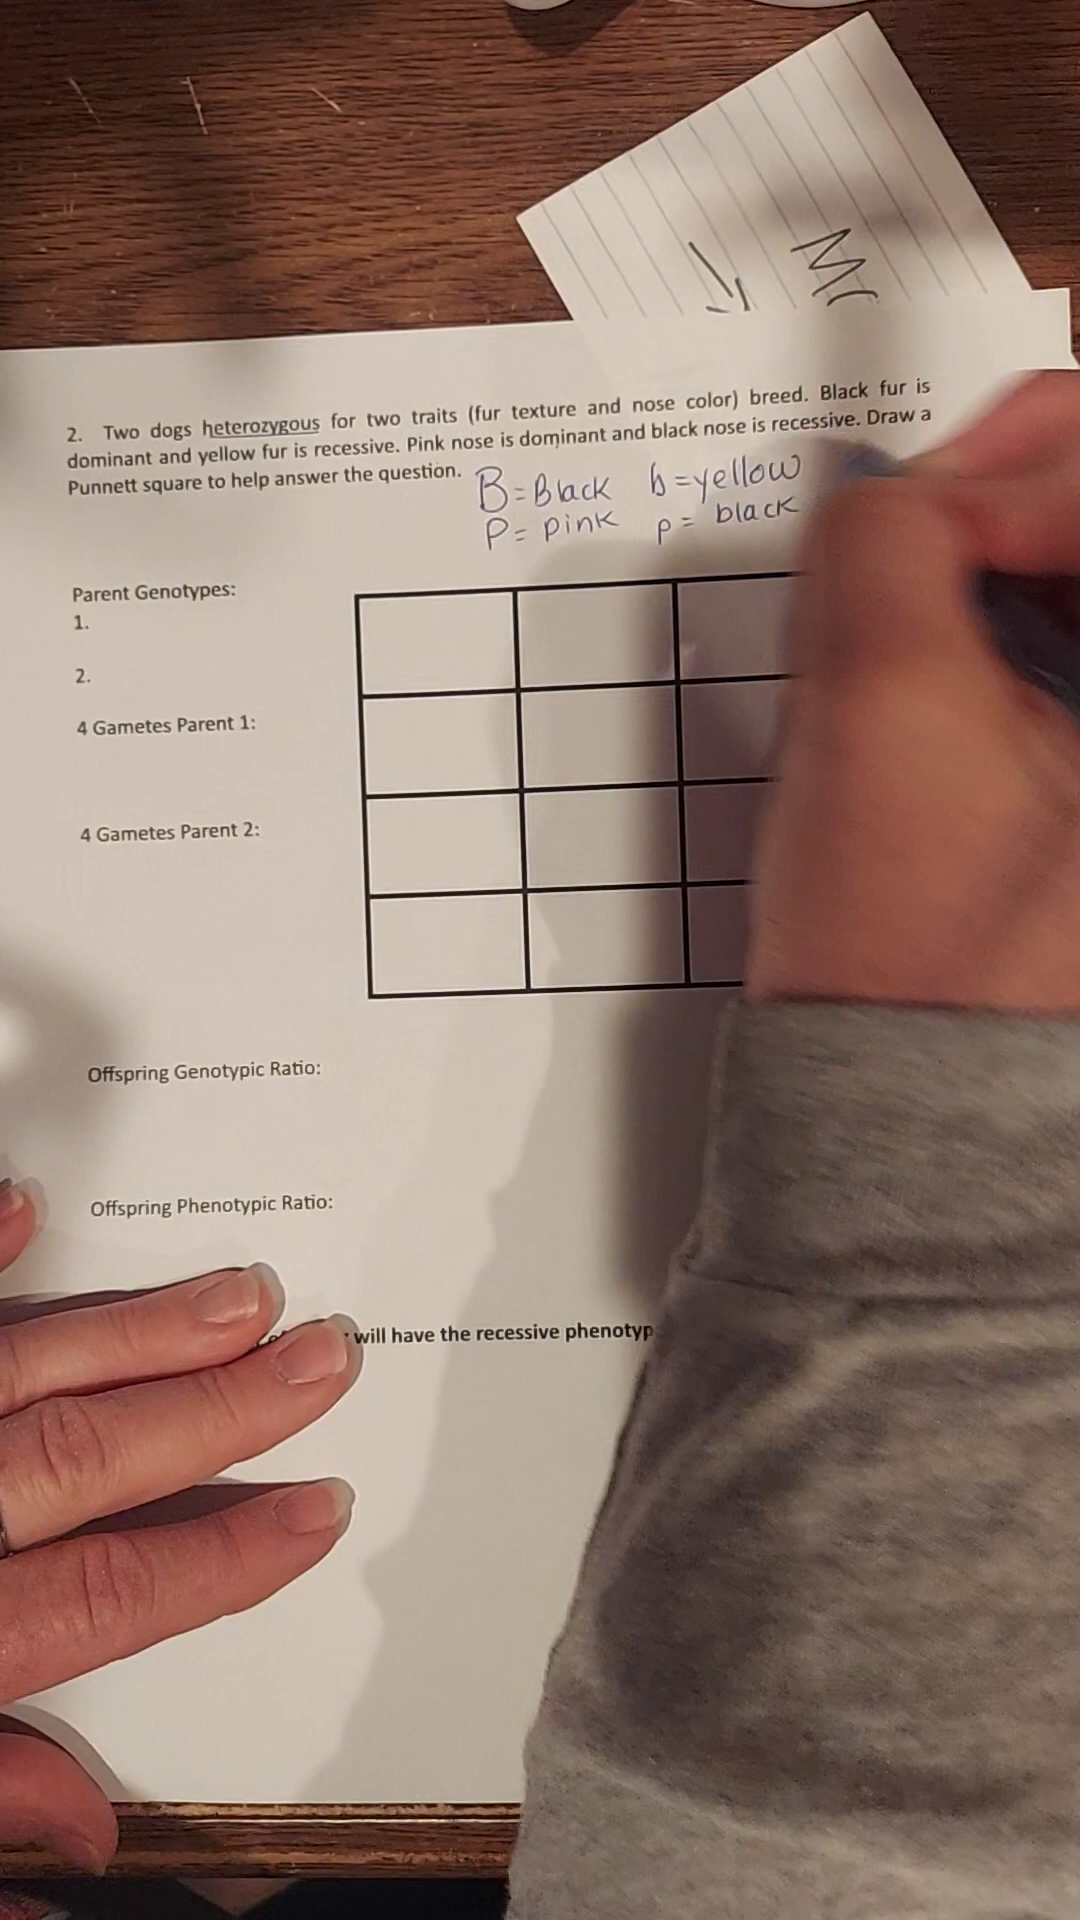 2. Two dogs heterozygous for two traits (fur texture and nose color) breed. Black fur is
dominant and yellow fur is recessive. Pink nose is dominant and black nose is recessive. Draw a
Punnett square to help answer the question.
B=Black b=yellow
P= pink p= black
Parent Genotypes:
1.
2.
4 Gametes Parent 1:
4 Gametes Parent 2:
Offspring Genotypic Ratio:
Offspring Phenotypic Ratio:
will have the recessive